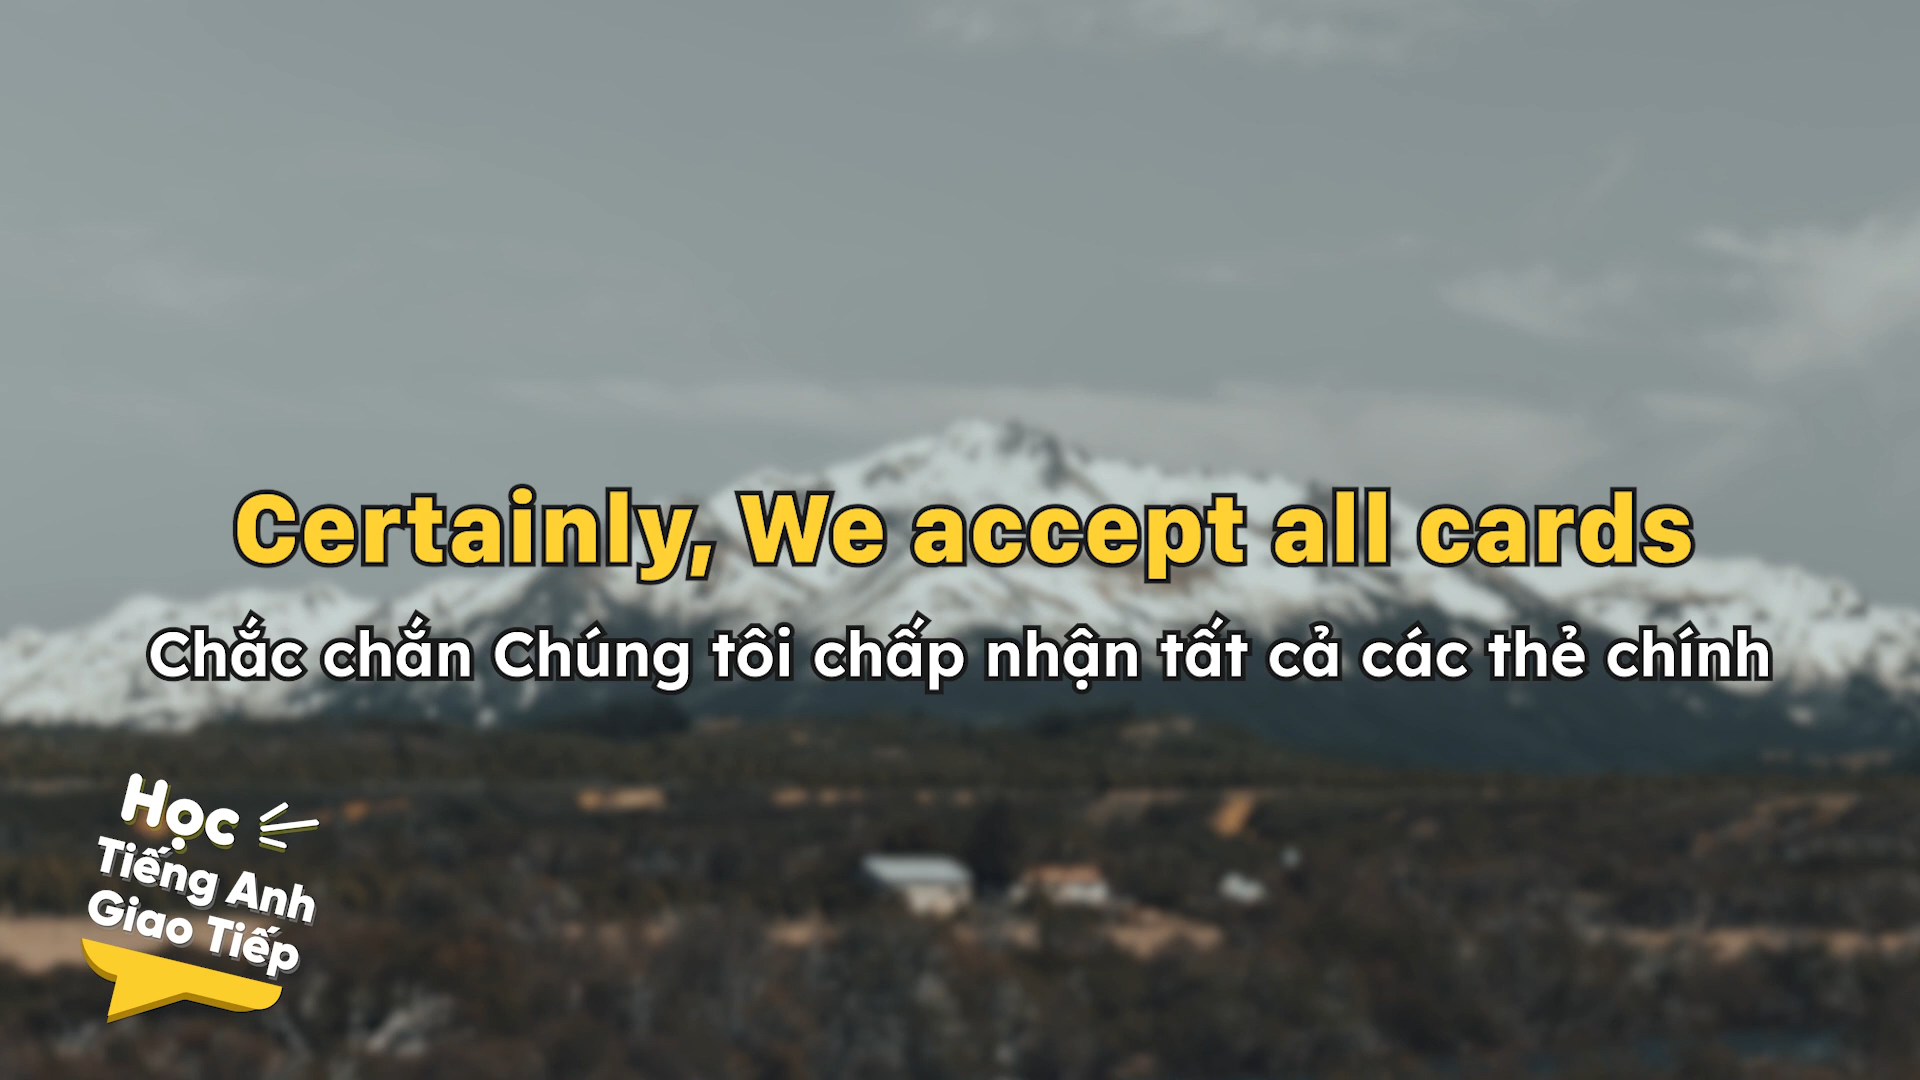 Certainly, We accept all cards
Chắc chắn Chúng tôi chấp nhận tất cả các thẻ chính
Học
Tiếng Anh
Giao Tiếp